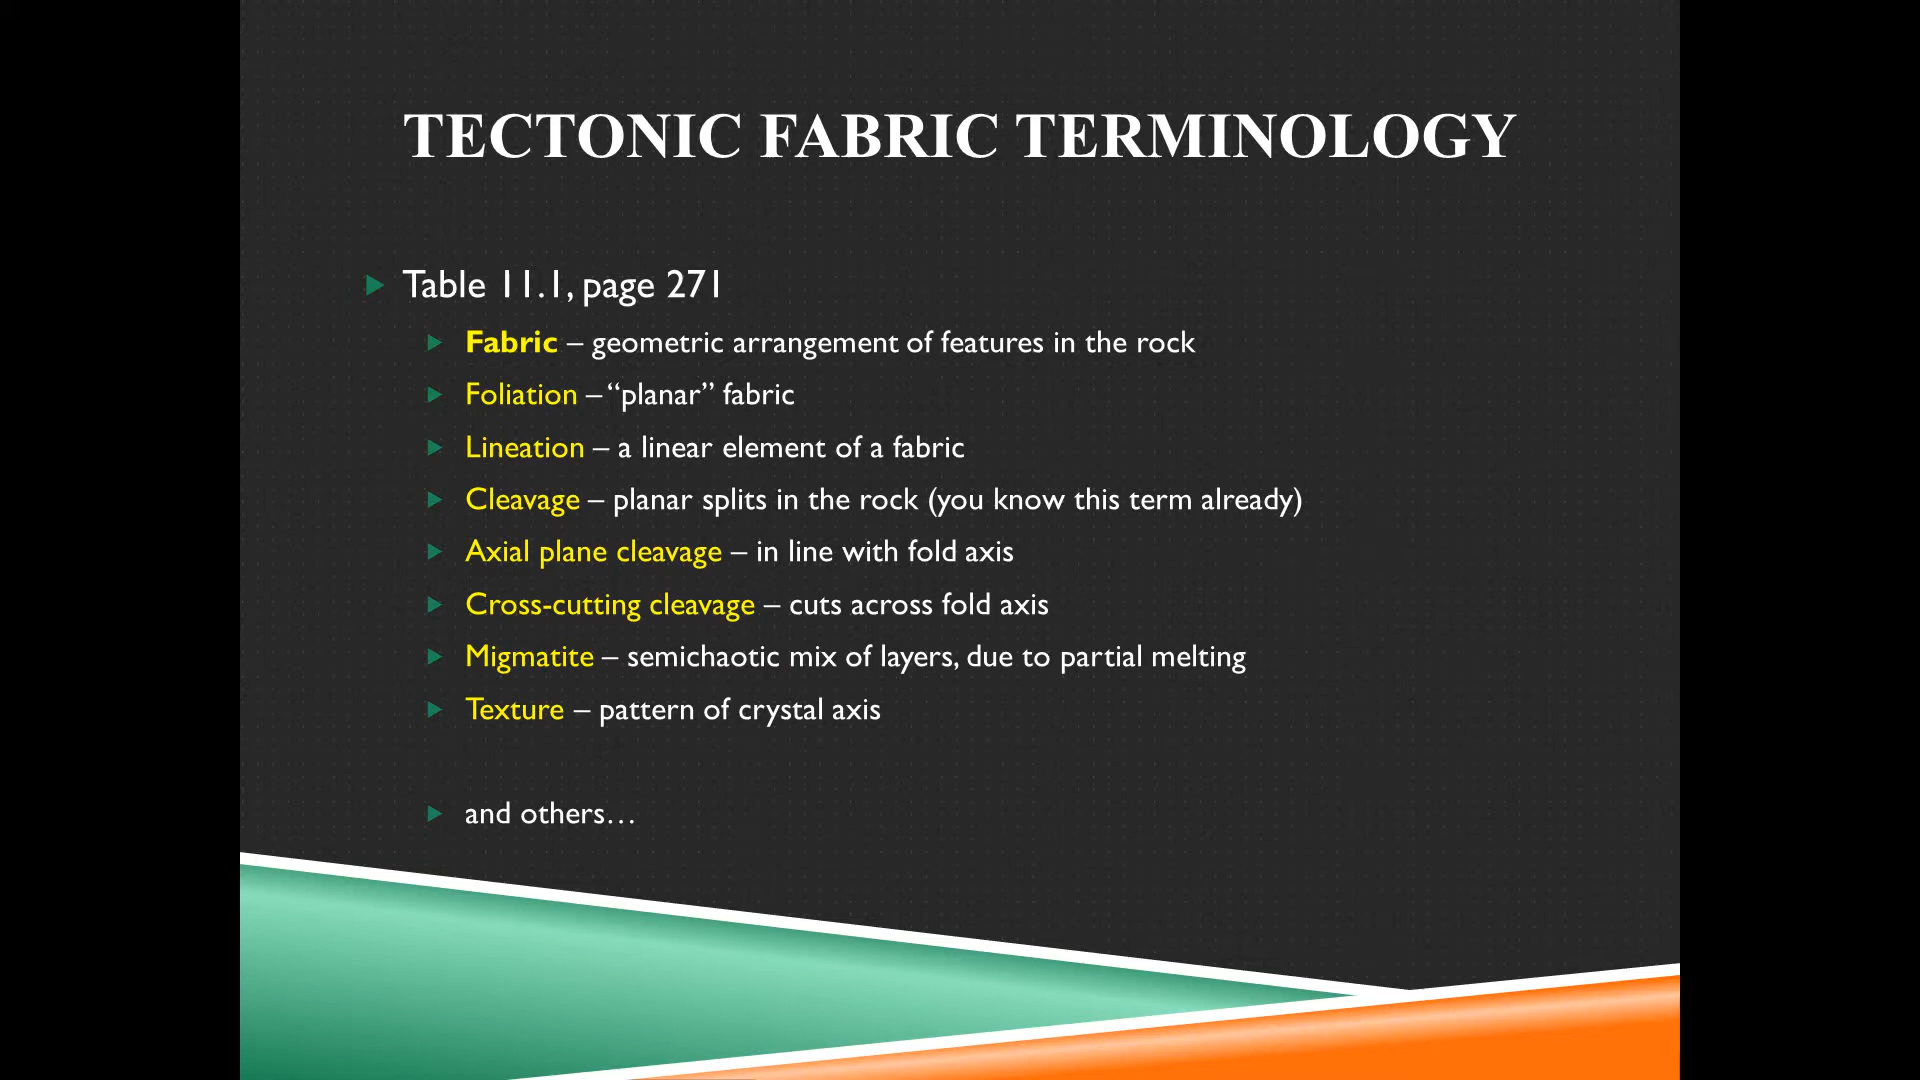 TECTONIC FABRIC TERMINOLOGY
Table 11.1, page 271
Fabric – geometric arrangement of features in the rock
Foliation – “planar” fabric
Lineation – a linear element of a fabric
Cleavage – planar splits in the rock (you know this term already)
Axial plane cleavage – in line with fold axis
Cross-cutting cleavage – cuts across fold axis
Migmatite – semichaotic mix of layers, due to partial melting
Texture – pattern of crystal axis
and others…